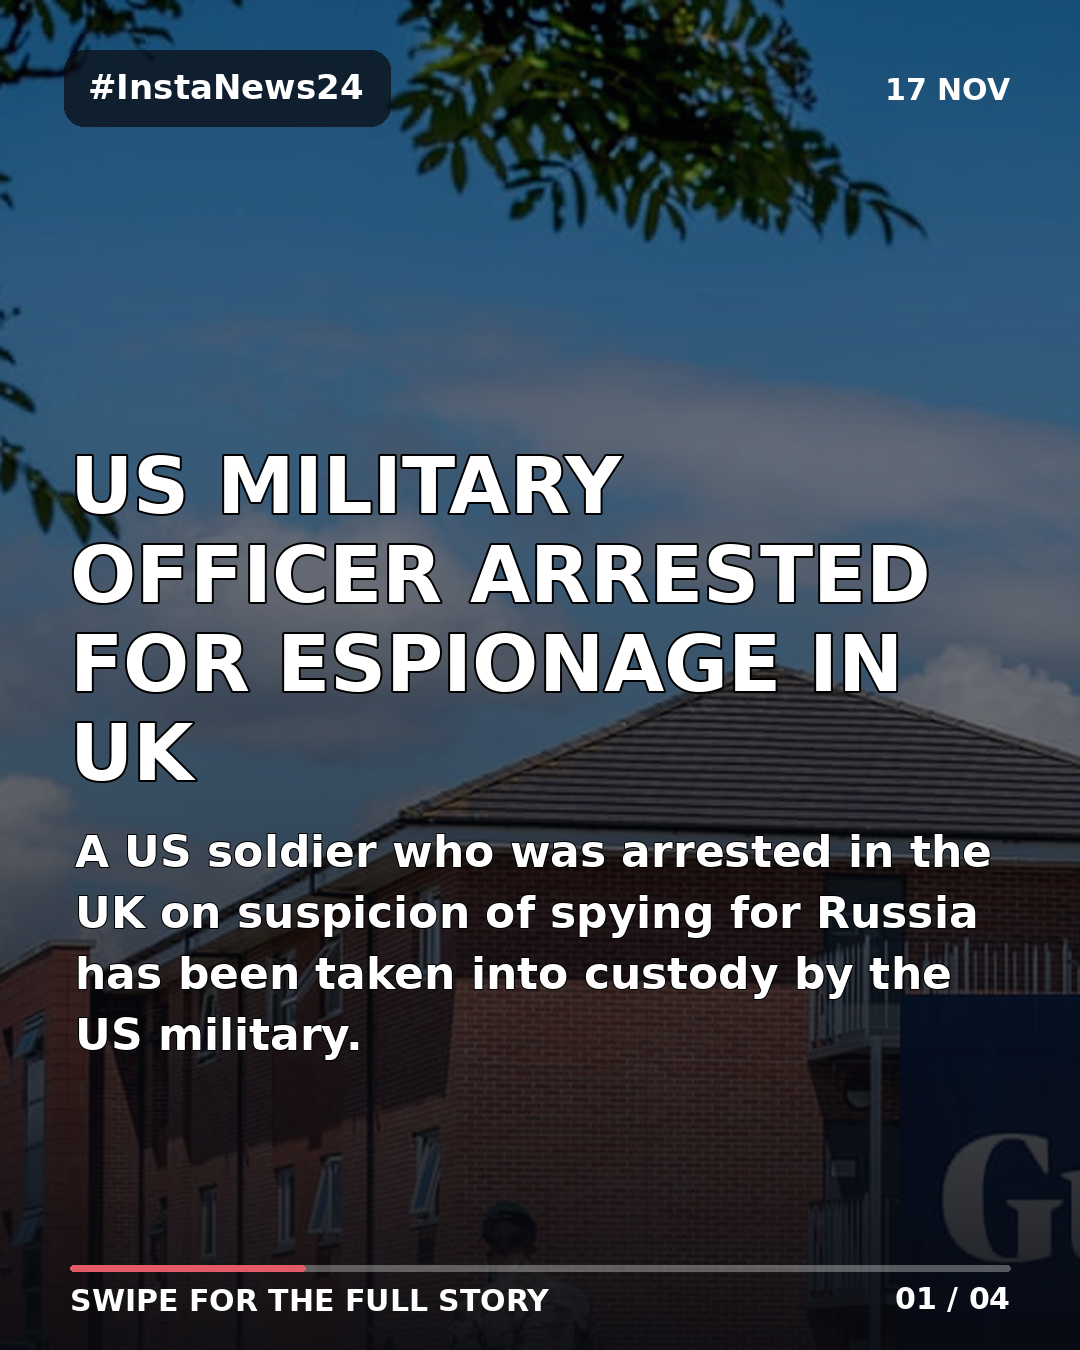 #InstaNews24
17 NOV
US MILITARY
OFFICER ARRESTED
FOR ESPIONAGE IN
UK
A US soldier who was arrested in the
UK on suspicion of spying for Russia
has been taken into custody by the
US military.
SWIPE FOR THE FULL STORY
01 / 04